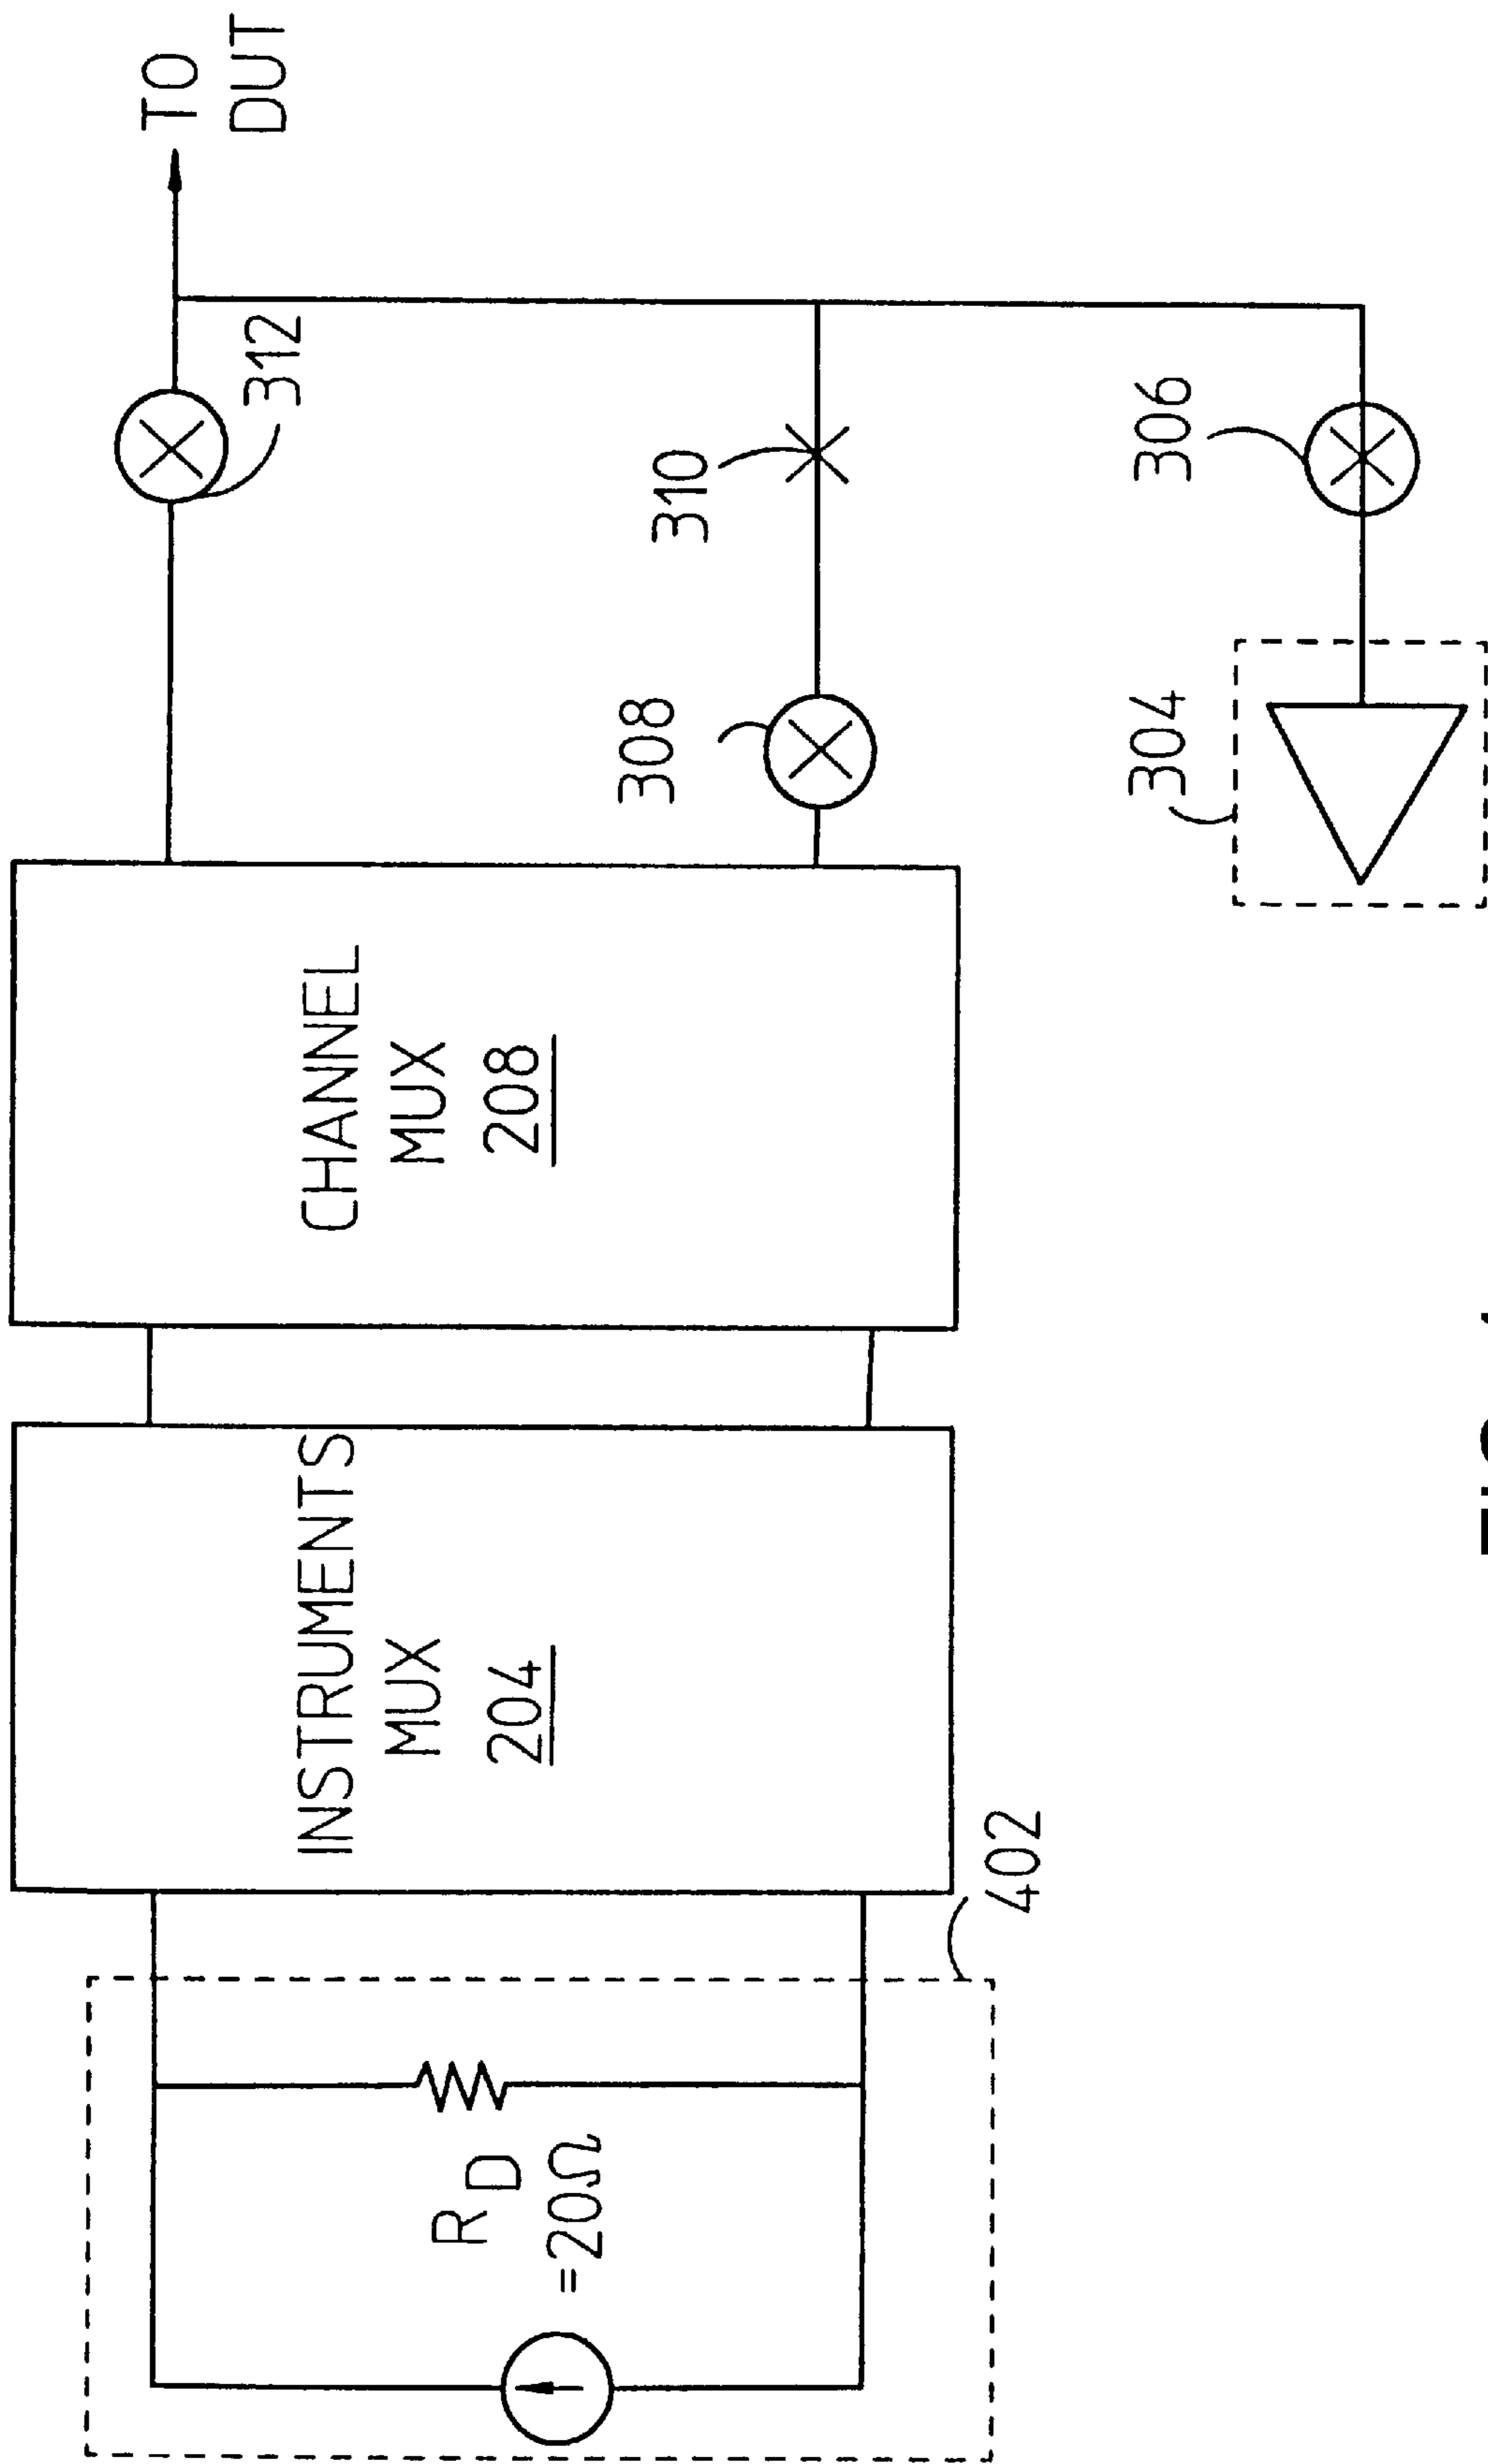 TO
DUT
312
310
306
308
304
CHANNEL
MUX
208
INSTRUMENTS
MUX
204
402
R D
=20Ω